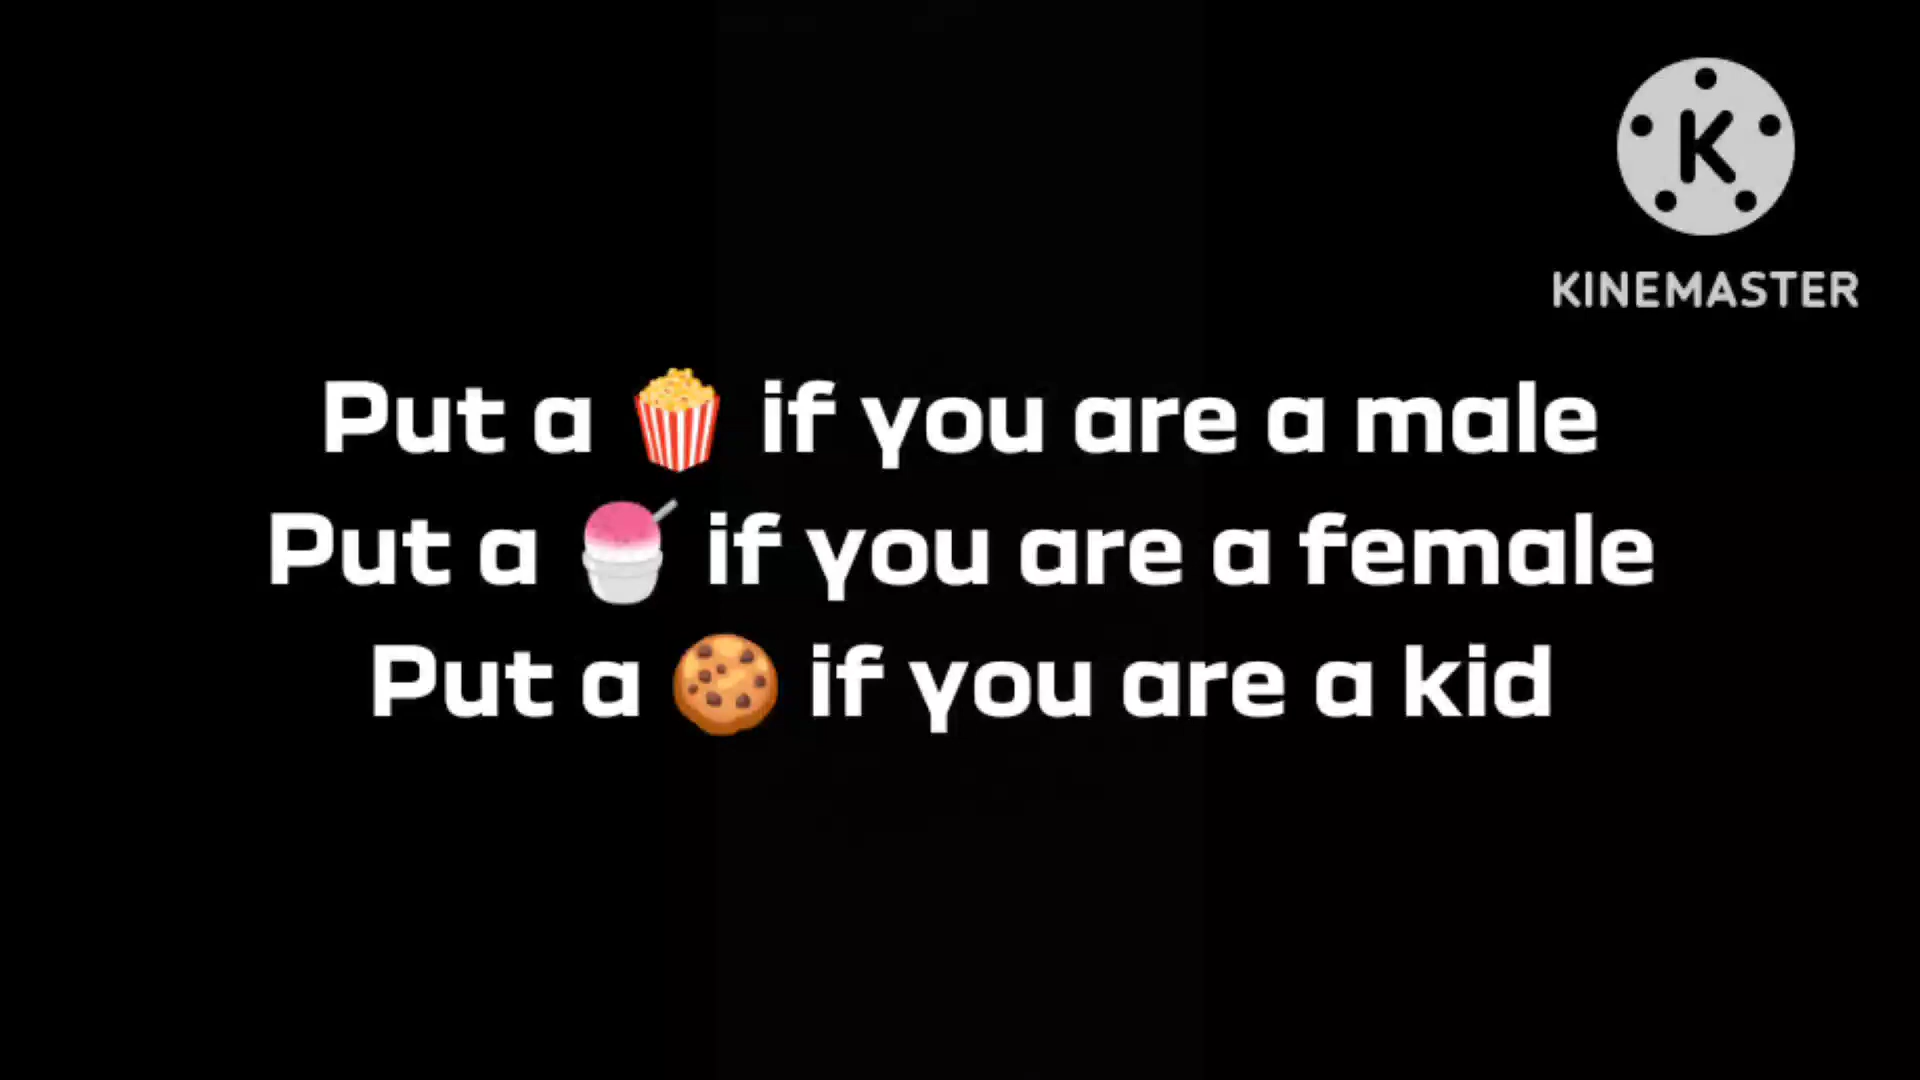 K
KINEMASTER
Put a 🍿 if you are a male
Put a 🍧 if you are a female
Put a 🍪 if you are a kid